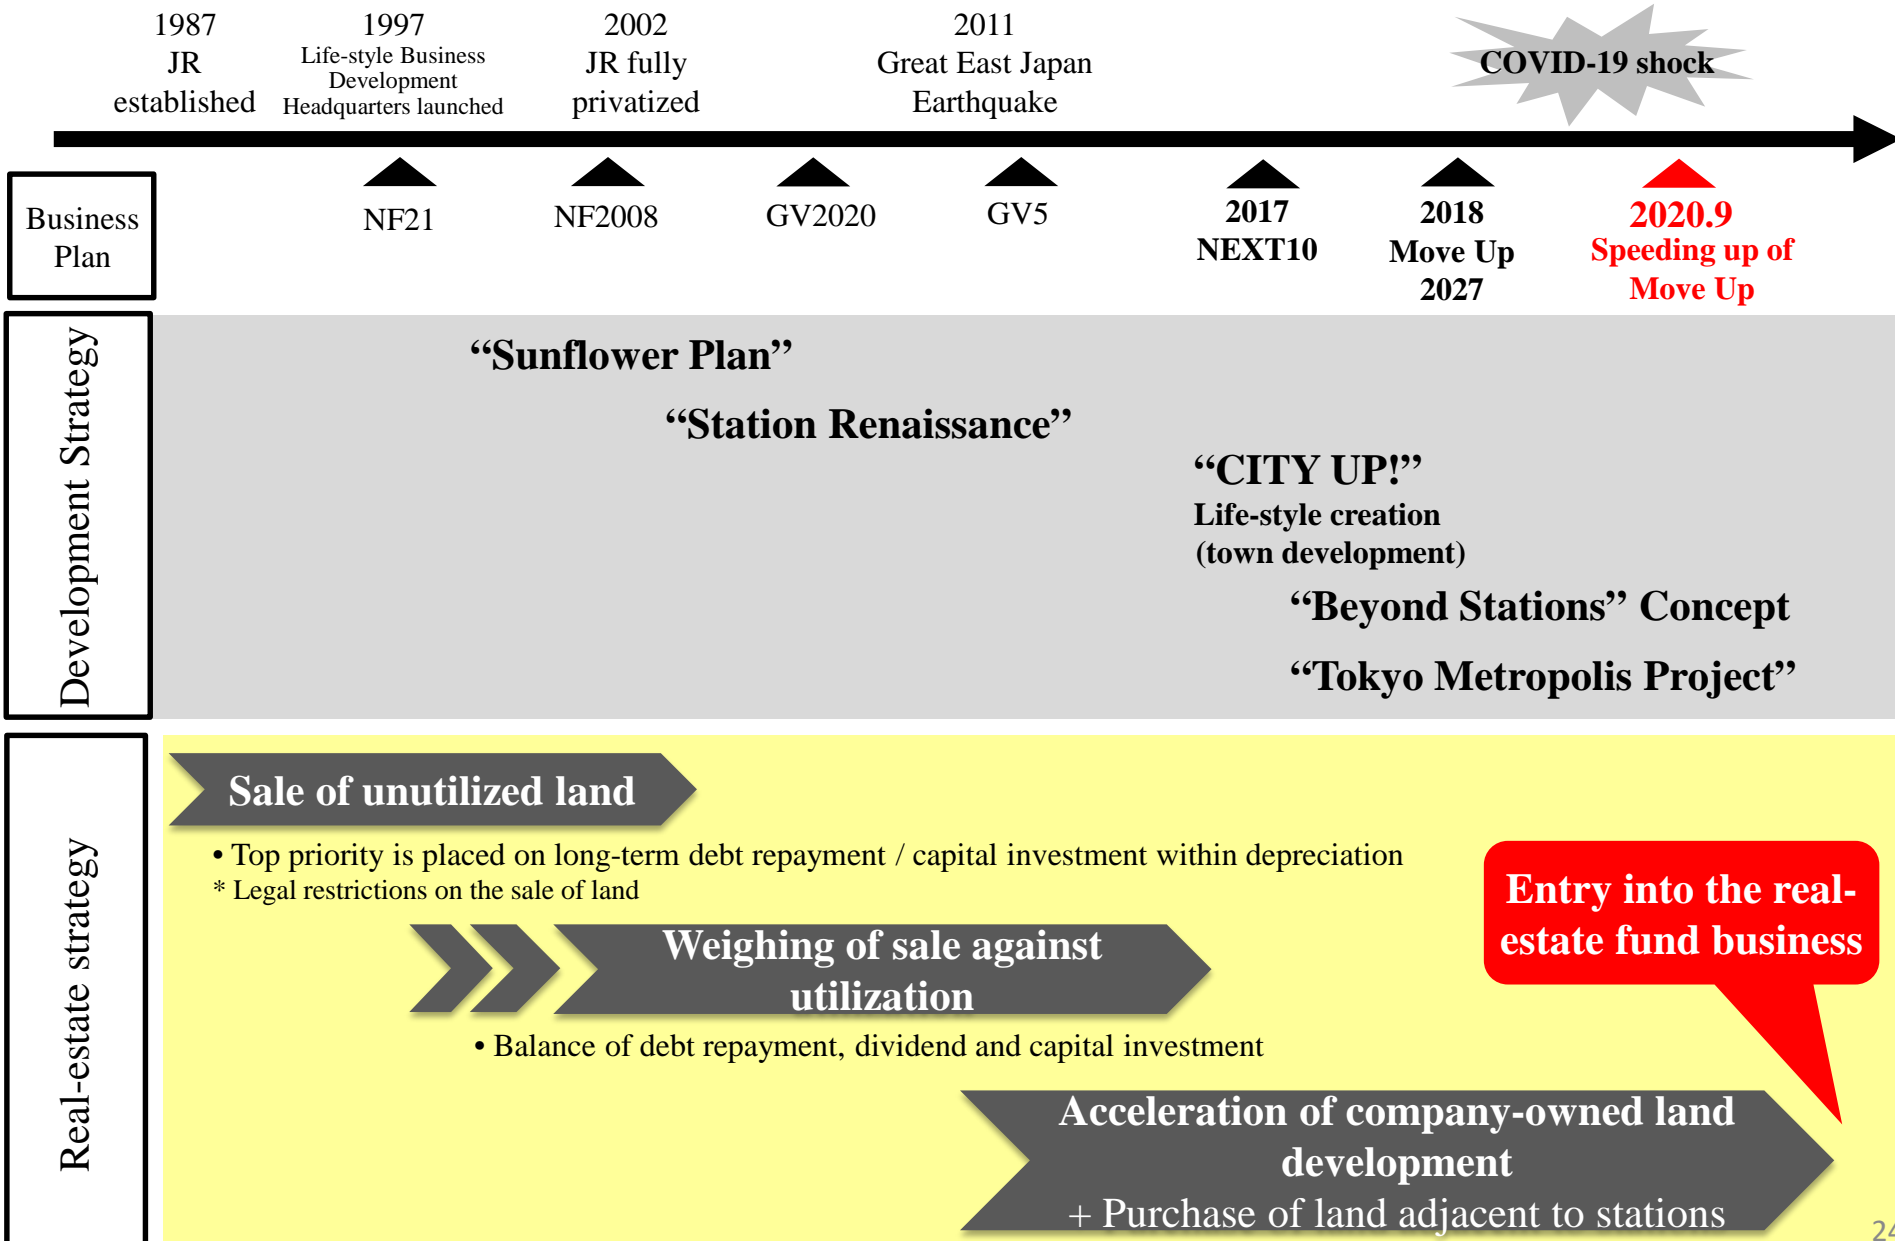 1987
JR
established
1997
Life-style Business
Development
Headquarters launched
2002
JR fully
privatized
2011
Great East Japan
Earthquake
COVID-19 shock
Business
Plan
NF21
NF2008
GV2020
GV5
2017
NEXT10
2018
Move Up
2027
2020.9
Speeding up of
Move Up
Development Strategy
“Sunflower Plan”
“Station Renaissance”
“CITY UP!”
Life-style creation
(town development)
“Beyond Stations” Concept
“Tokyo Metropolis Project”
Real-estate strategy
Sale of unutilized land
• Top priority is placed on long-term debt repayment / capital investment within depreciation
* Legal restrictions on the sale of land
Entry into the real-
estate fund business
Weighing of sale against
utilization
• Balance of debt repayment, dividend and capital investment
Acceleration of company-owned land
development
+ Purchase of land adjacent to stations
24